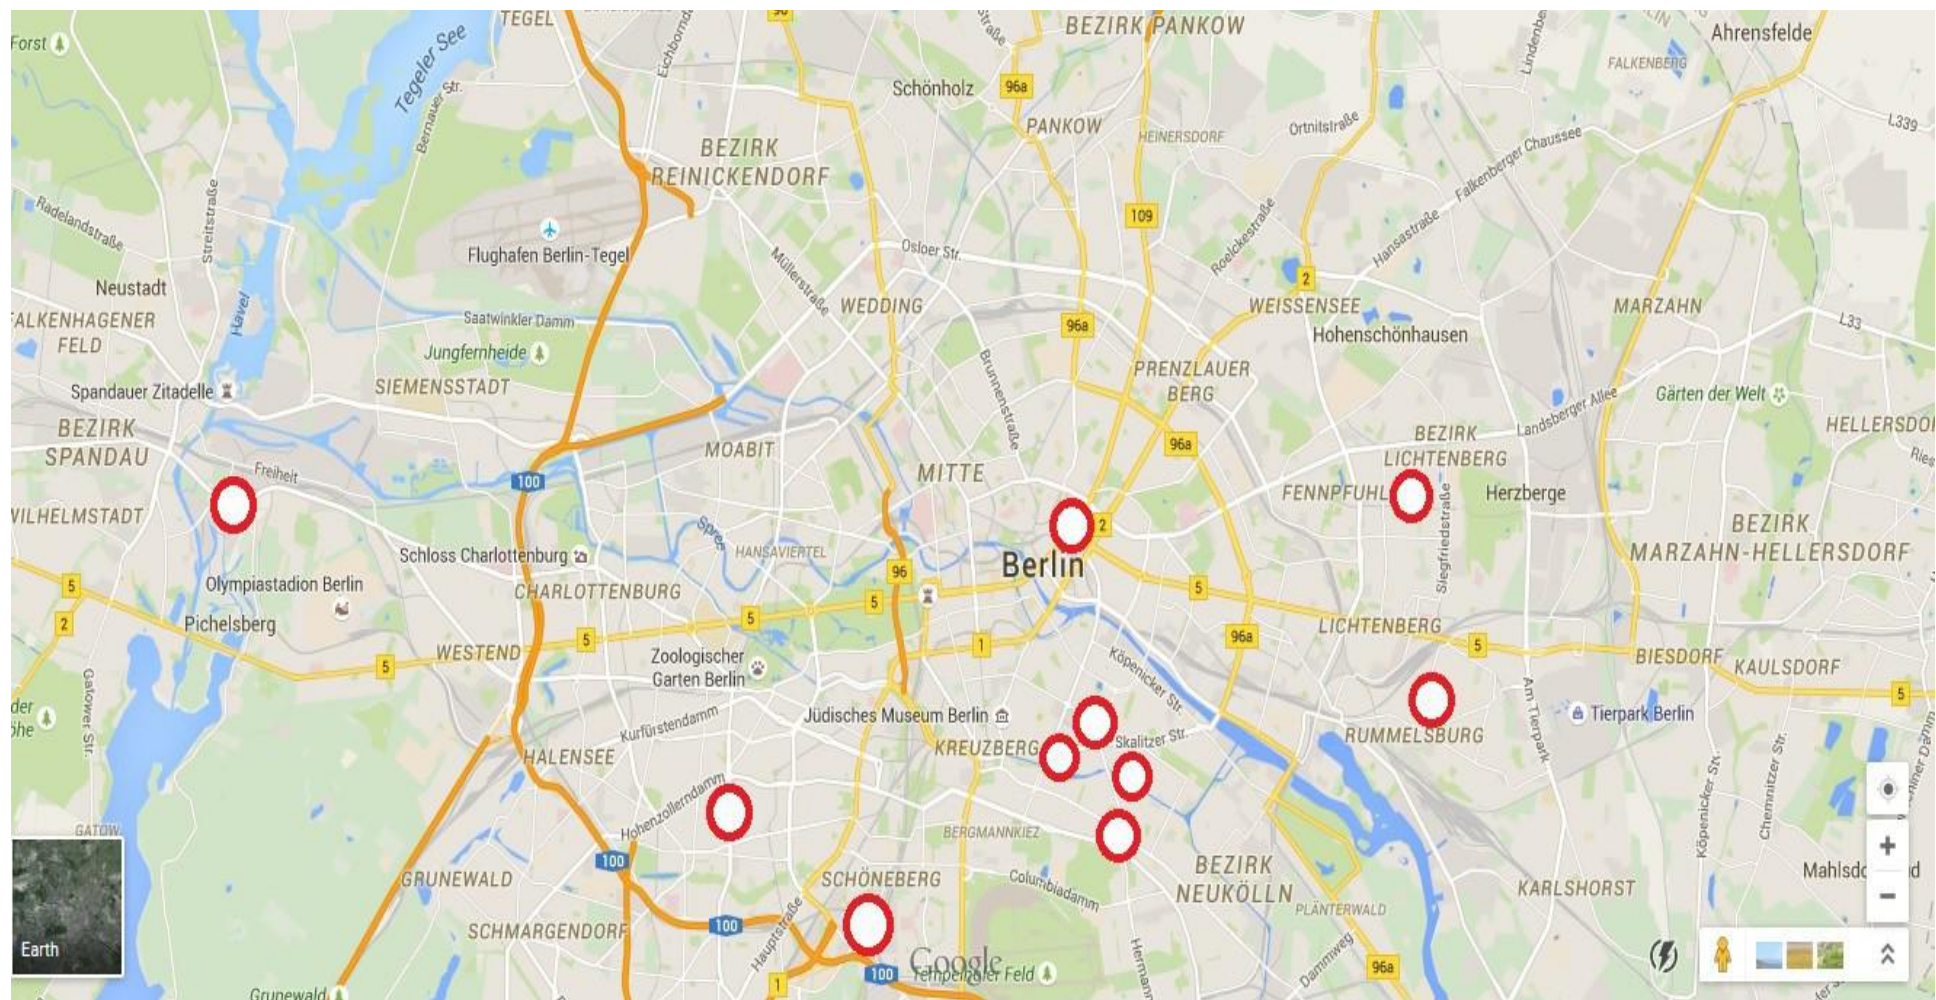 TEGEL
90
BEZIRK PANKOW
Ahrensfelde
Forst
Tegeler See
Schönholz
96a
FALKENBERG
Bernauer Str.
PANKOW
HEINERSDORF
Ortnitstraße
L339
BEZIRK
REINICKENDORF
Falkenberger Chaussee
Radelandstraße
Streitstraße
109
Flughafen Berlin-Tegel
Osloer Str.
Roelckestraße
Hansastraße
Müllerstraße
2
Neustadt
Havel
WEDDING
WEISSENSEE
MARZAHN
FALKENHAGENER
FELD
Saatwinkler Damm
96a
Hohenschönhausen
L33
Jungfernheide
Brunnenstraße
PRENZLAUER
BERG
Spandauer Zitadelle
SIEMENSSTADT
Gärten der Welt
Landsberger Allee
BEZIRK
SPANDAU
MOABIT
96a
BEZIRK
LICHTENBERG
HELLERSDO
Freiheit
100
MITTE
FENNPFUHL
Siegfriedstraße
Herzberge
WILHELMSTADT
Spree
2
BEZIRK
MARZAHN-HELLERSDORF
Schloss Charlottenburg
HANSAVIERTEL
Berlin
5
Olympiastadion Berlin
CHARLOTTENBURG
96
5
5
2
Pichelsberg
5
5
1
96a
LICHTENBERG
5
WESTEND
5
Zoologischer
Garten Berlin
Köpenicker Str.
BIESDORF
KAULSDORF
5
Gatower Str.
Kurfürstendamm
Jüdisches Museum Berlin
Am Tierpark
Tierpark Berlin
HALENSEE
KREUZBERG
Skalitzer Str.
RUMMELSBURG
Hohenzollerndamm
Köpenicker Str.
Chemnitzer Str.
GATOW
BERGMANNKIEZ
100
BEZIRK
NEUKÖLLN
GRUNEWALD
SCHÖNEBERG
Columbiadamm
KARLSHORST
PLÄNTERWALD
SCHMARGENDORF
100
Hauptstraße
Dammweg
Earth
100
Google
Tempelhofer Feld
96a
1
Grunewald